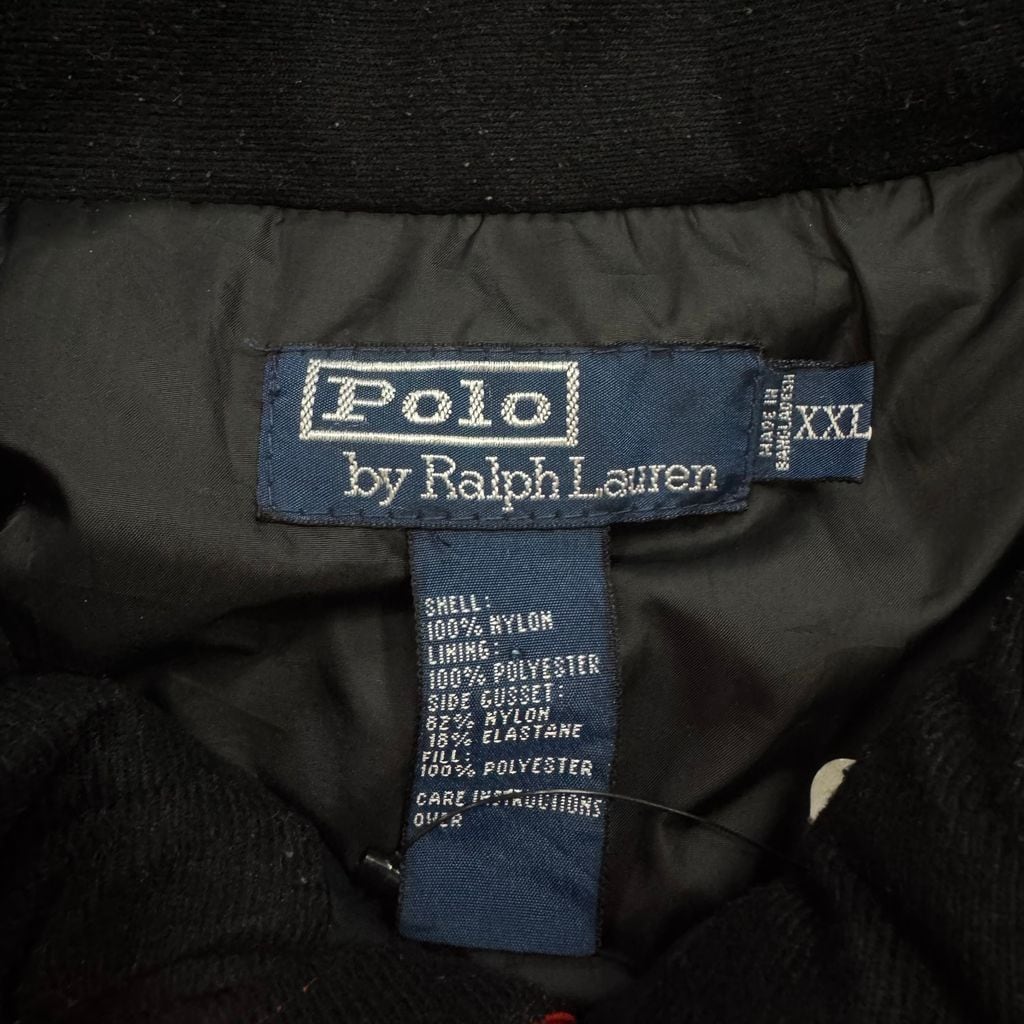 Polo
by Ralph Lauren
MADE IN
BANGLADESH
XXL
SHELL:
100% NYLON
LINING:
100% POLYESTER
SIDE GUSSET:
82% NYLON
18% ELASTANE
FILL:
100% POLYESTER
CARE INSTRUCTIONS
OVER